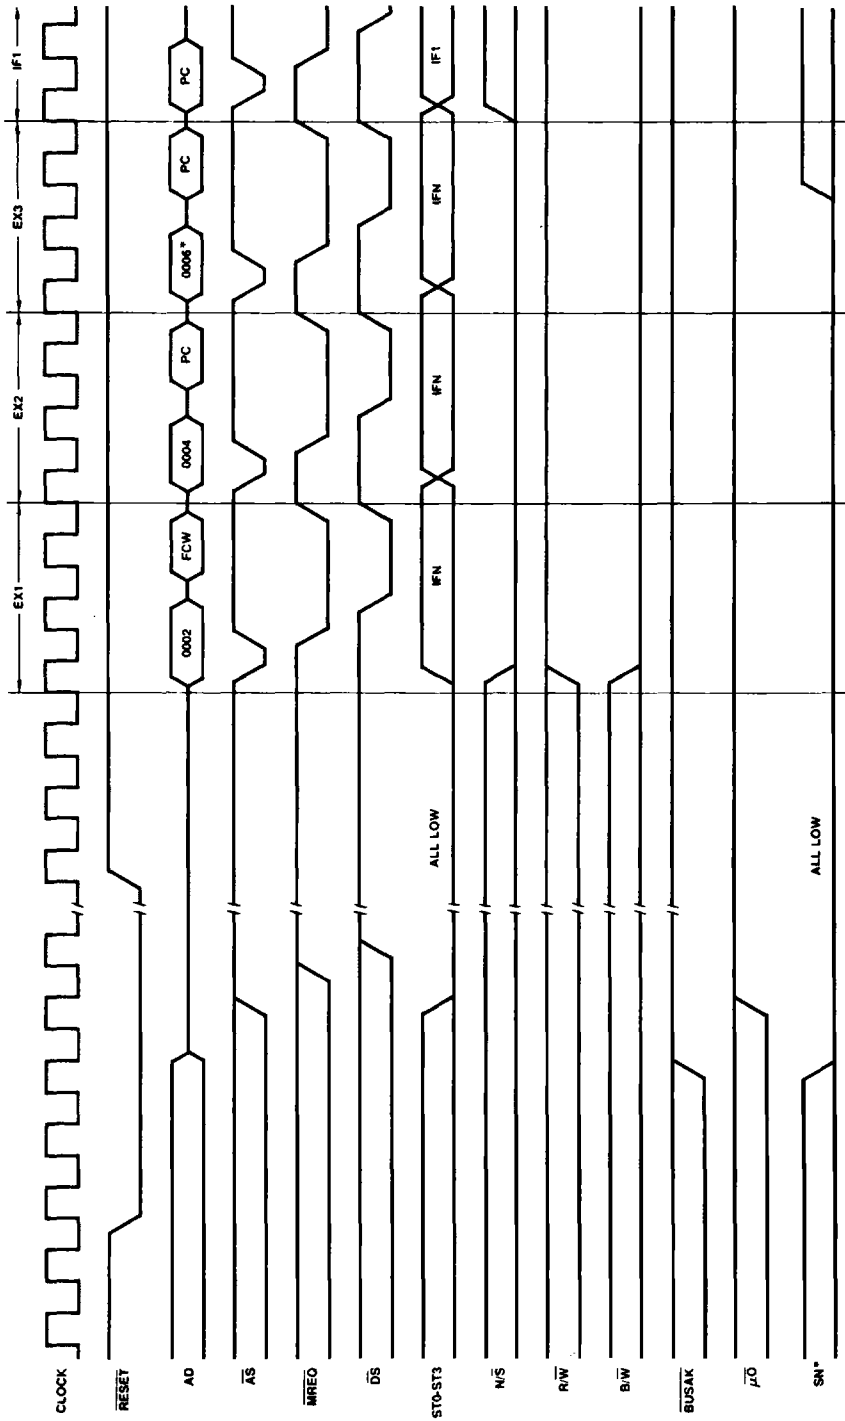 EX1
EX2
EX3
IF1
CLOCK
RESET
AD
0002
FCW
0004
PC
0006*
PC
PC
AS
MREQ
DS
ST0-ST3
ALL LOW
IFN
IFN
IFN
IF1
N/S
R/W
B/W
BUSAK
μO
SN*
ALL LOW